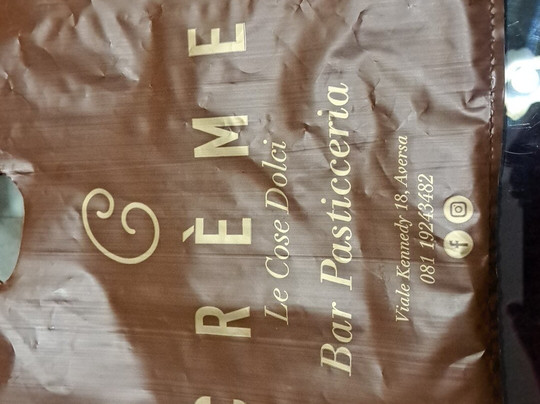 C
CRÈME
Le Cose Dolci
Bar Pasticceria
Viale Kennedy 18, Aversa
081 19243482